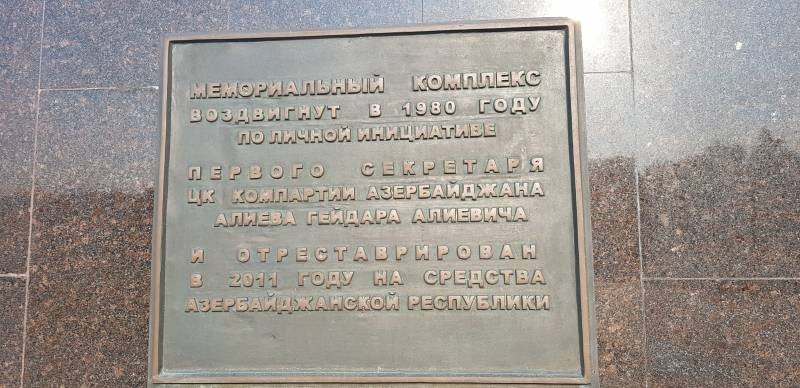 МЕМОРИАЛЬНЫЙ КОМПЛЕКС
ВОЗДВИГНУТ В 1980 ГОДУ
ПО ЛИЧНОЙ ИНИЦИАТИВЕ
ПЕРВОГО СЕКРЕТАРЯ
ЦК КОМПАРТИИ АЗЕРБАЙДЖАНА
АЛИЕВА ГЕЙДАРА АЛИЕВИЧА
И ОТРЕСТАВРИРОВАН
В 2011 ГОДУ НА СРЕДСТВА
АЗЕРБАЙДЖАНСКОЙ РЕСПУБЛИКИ